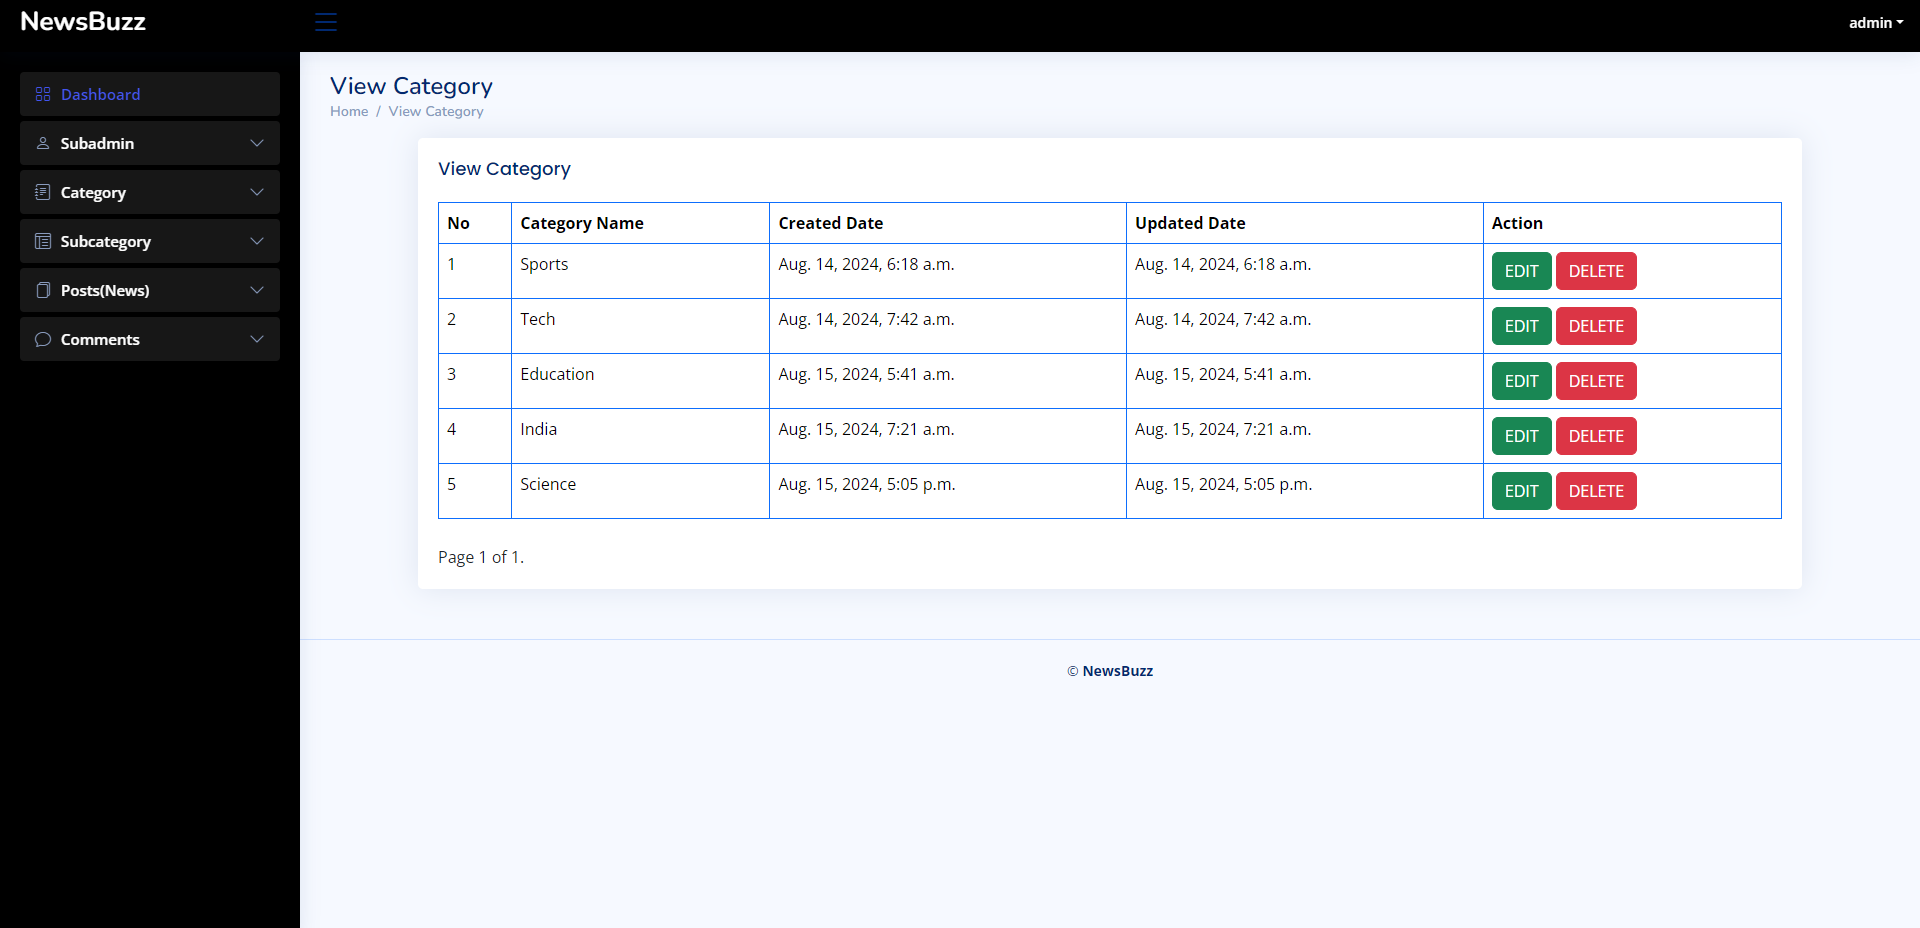 NewsBuzz
admin
Dashboard
Subadmin
Category
Subcategory
Posts(News)
Comments
View Category
Home / View Category
View Category
No Category Name Created Date Updated Date Action
1 Sports Aug. 14, 2024, 6:18 a.m. Aug. 14, 2024, 6:18 a.m. EDIT DELETE
2 Tech Aug. 14, 2024, 7:42 a.m. Aug. 14, 2024, 7:42 a.m. EDIT DELETE
3 Education Aug. 15, 2024, 5:41 a.m. Aug. 15, 2024, 5:41 a.m. EDIT DELETE
4 India Aug. 15, 2024, 7:21 a.m. Aug. 15, 2024, 7:21 a.m. EDIT DELETE
5 Science Aug. 15, 2024, 5:05 p.m. Aug. 15, 2024, 5:05 p.m. EDIT DELETE
Page 1 of 1.
© NewsBuzz